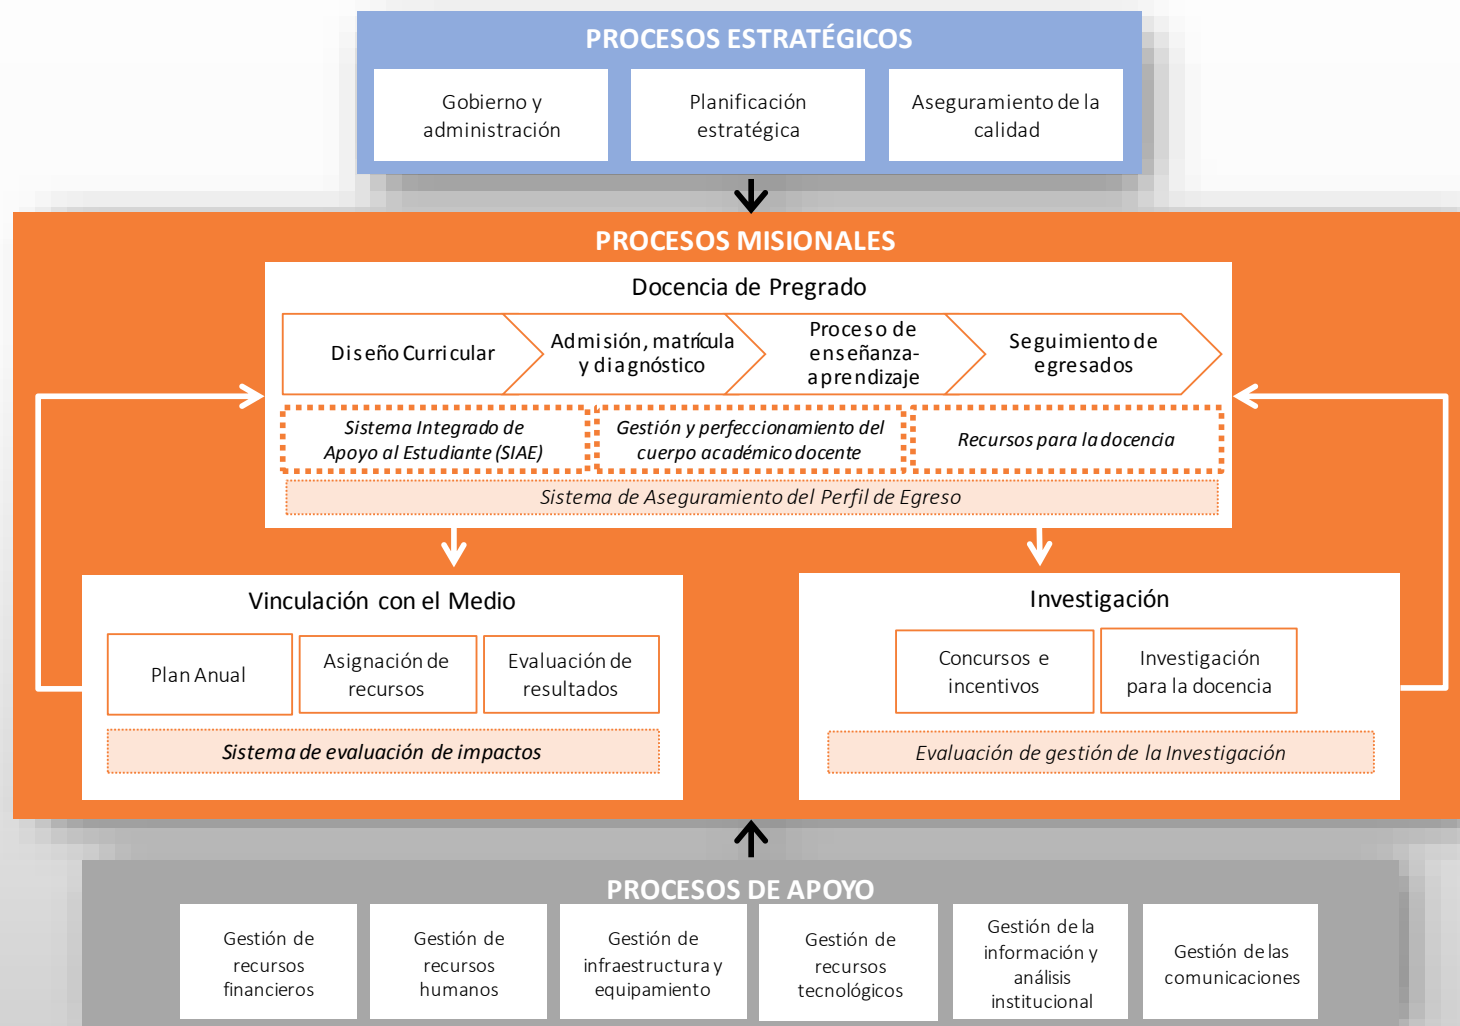 PROCESOS ESTRATÉGICOS
Gobierno y
administración
Planificación
estratégica
Aseguramiento de la
calidad
PROCESOS MISIONALES
Docencia de Pregrado
Diseño Curricular
Admisión, matrícula
y diagnóstico
Proceso de
enseñanza-
aprendizaje
Seguimiento de
egresados
Sistema Integrado de
Apoyo al Estudiante (SIAE)
Gestión y perfeccionamiento del
cuerpo académico docente
Recursos para la docencia
Sistema de Aseguramiento del Perfil de Egreso
Vinculación con el Medio
Plan Anual
Asignación de
recursos
Evaluación de
resultados
Sistema de evaluación de impactos
Investigación
Concursos e
incentivos
Investigación
para la docencia
Evaluación de gestión de la Investigación
PROCESOS DE APOYO
Gestión de
recursos
financieros
Gestión de
recursos
humanos
Gestión de
infraestructura y
equipamiento
Gestión de
recursos
tecnológicos
Gestión de la
información y
análisis
institucional
Gestión de las
comunicaciones